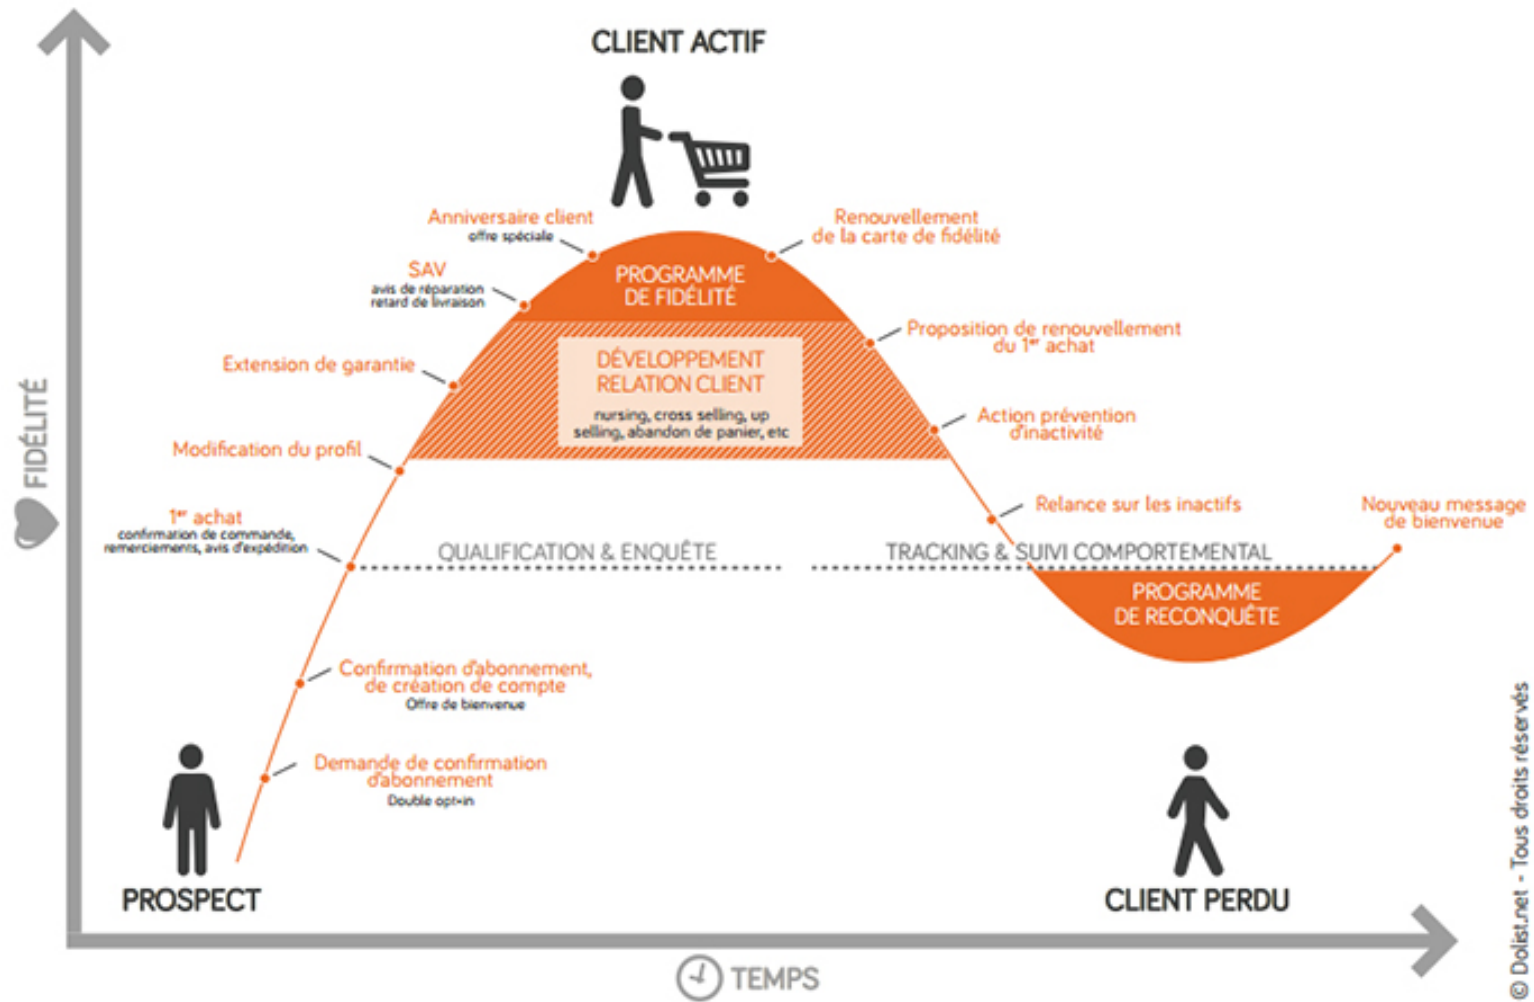 CLIENT ACTIF
Anniversaire client
offre spéciale
Renouvellement
de la carte de fidélité
SAV
avis de réparation
retard de livraison
PROGRAMME
DE FIDÉLITÉ
Proposition de renouvellement
du 1er achat
Extension de garantie
DÉVELOPPEMENT
RELATION CLIENT
nursing, cross selling, up
selling, abandon de panier, etc
Action prévention
d'inactivité
Modification du profil
FIDÉLITÉ
1er achat
confirmation de commande,
remerciements, avis d'expédition
Relance sur les inactifs
Nouveau message
de bienvenue
QUALIFICATION & ENQUÊTE
TRACKING & SUIVI COMPORTEMENTAL
PROGRAMME
DE RECONQUÊTE
Confirmation d'abonnement,
de création de compte
Offre de bienvenue
Demande de confirmation
d'abonnement
Double opt-in
PROSPECT
CLIENT PERDU
TEMPS
© Dolist.net - Tous droits réservés